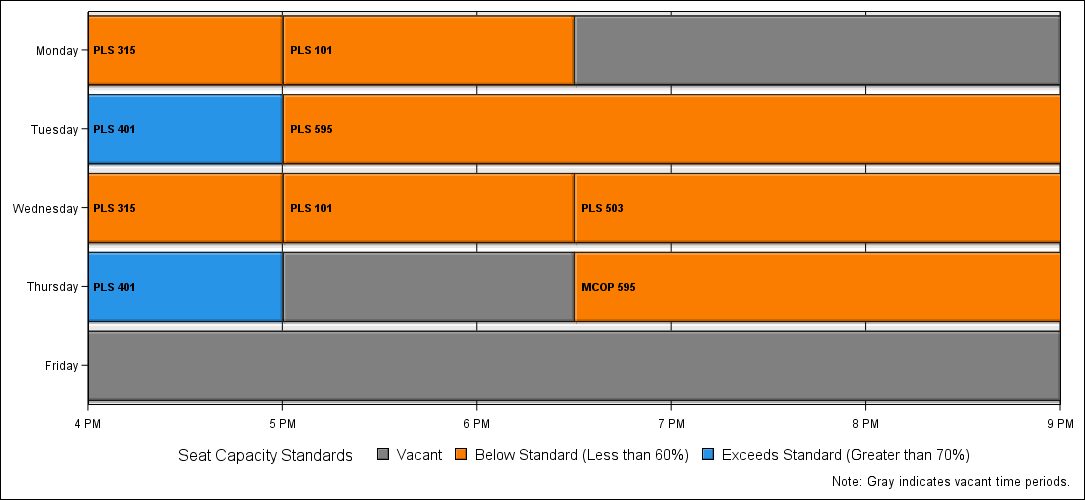 Monday PLS 315 PLS 101
Tuesday PLS 401 PLS 595
Wednesday PLS 315 PLS 101 PLS 503
Thursday PLS 401 MCOP 595
Friday
4 PM 5 PM 6 PM 7 PM 8 PM 9 PM
Seat Capacity Standards Vacant Below Standard (Less than 60%) Exceeds Standard (Greater than 70%)
Note: Gray indicates vacant time periods.